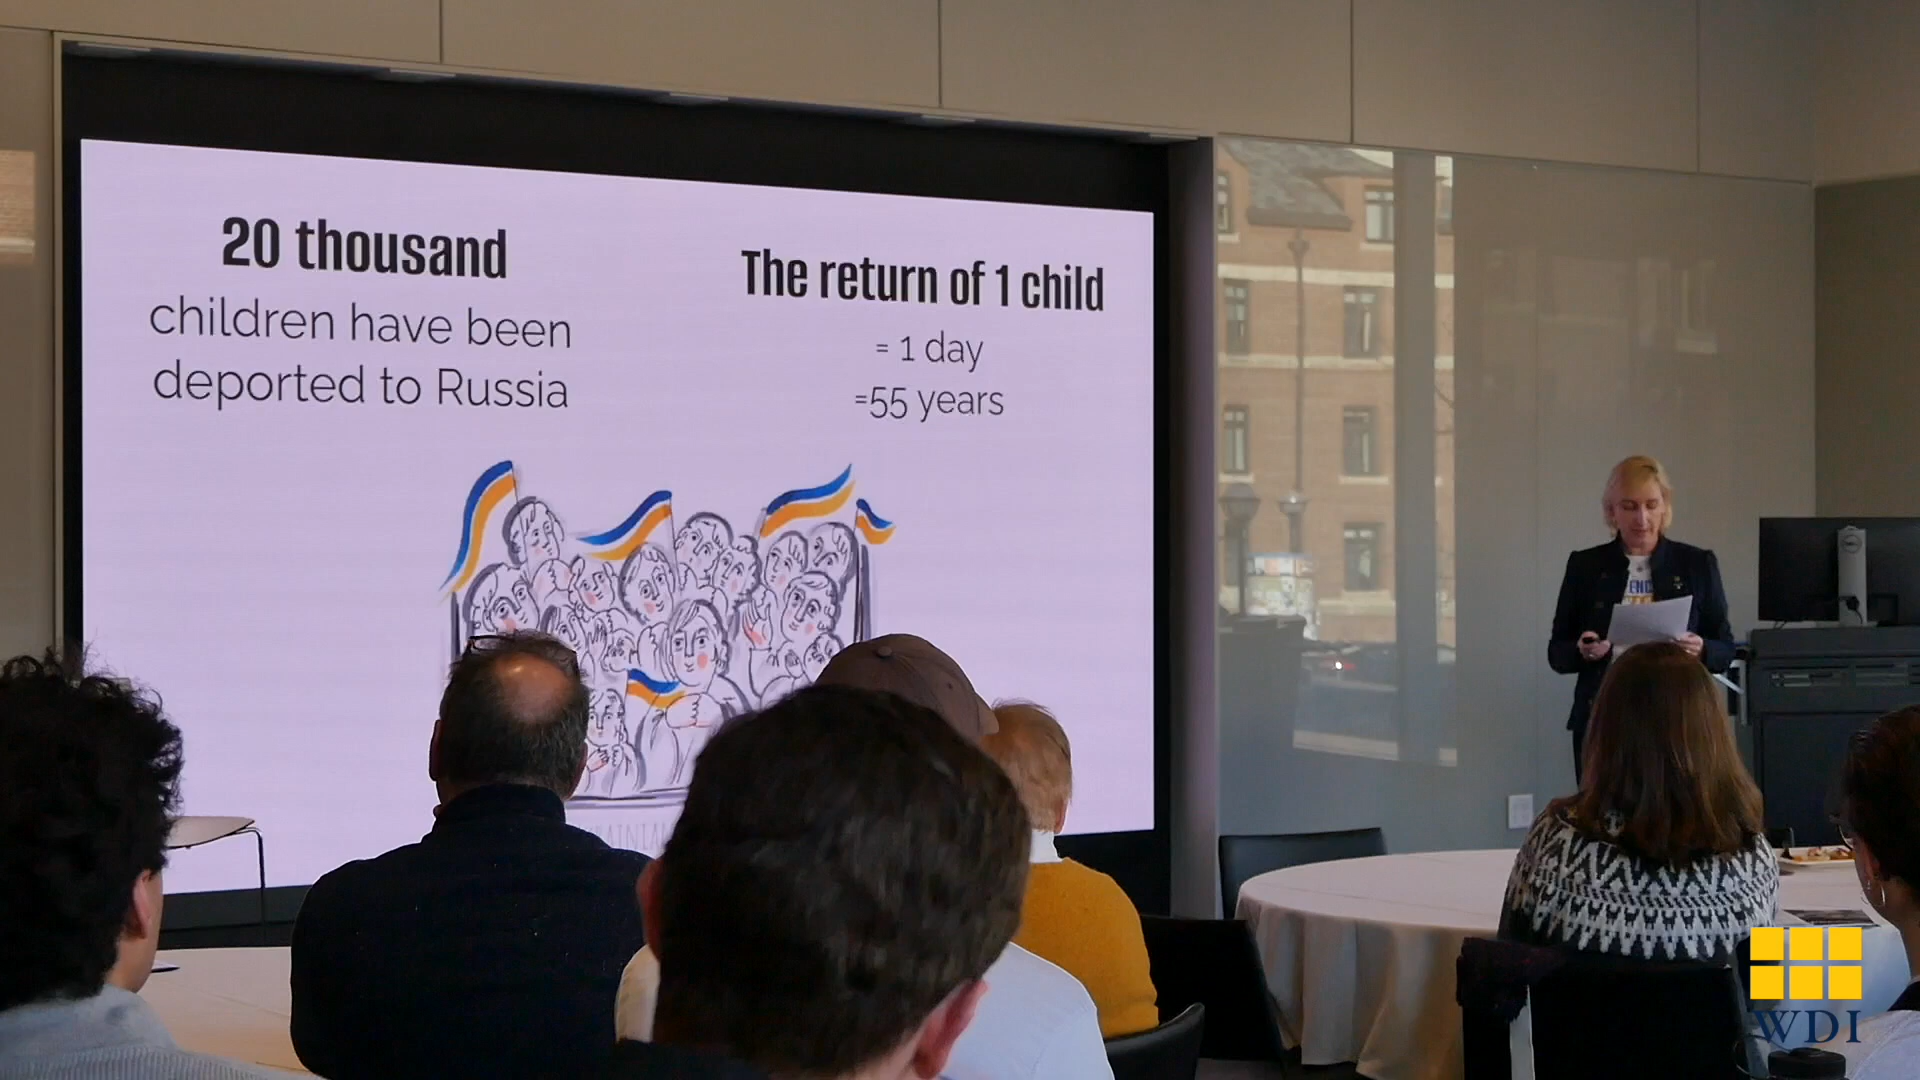 20 thousand
children have been
deported to Russia
The return of 1 child
= 1 day
=55 years
WDI